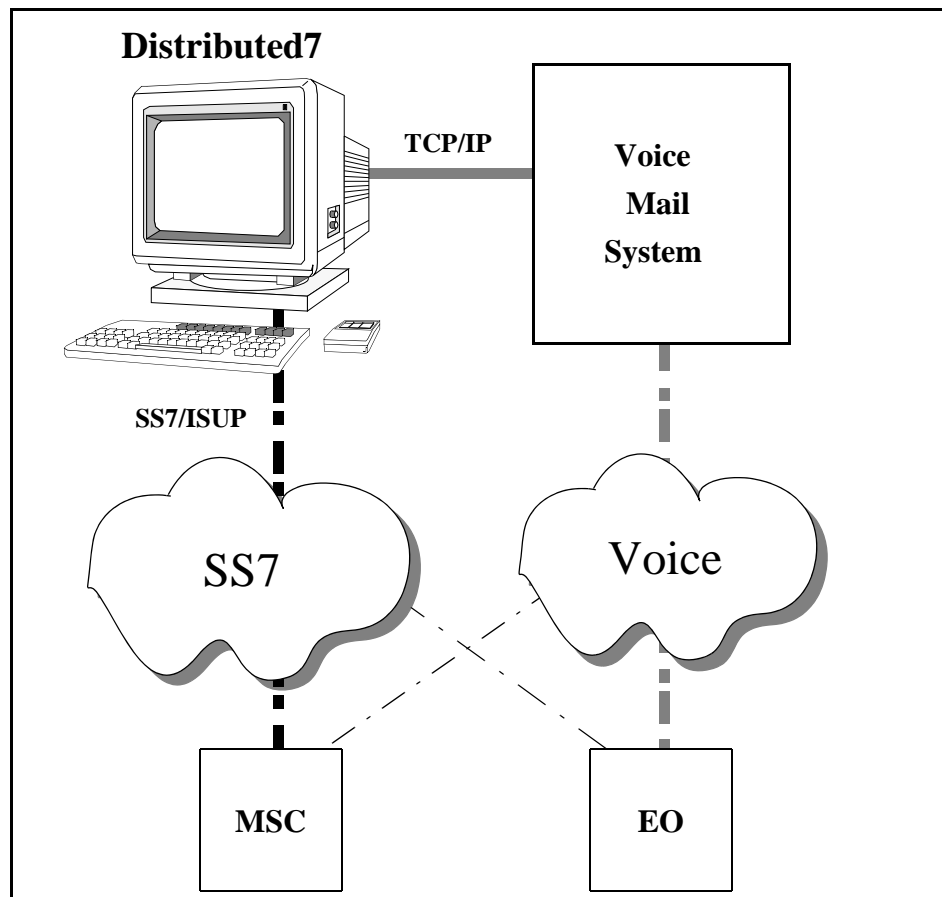 Distributed7
TCP/IP
Voice
Mail
System
SS7/ISUP
SS7
Voice
MSC
EO